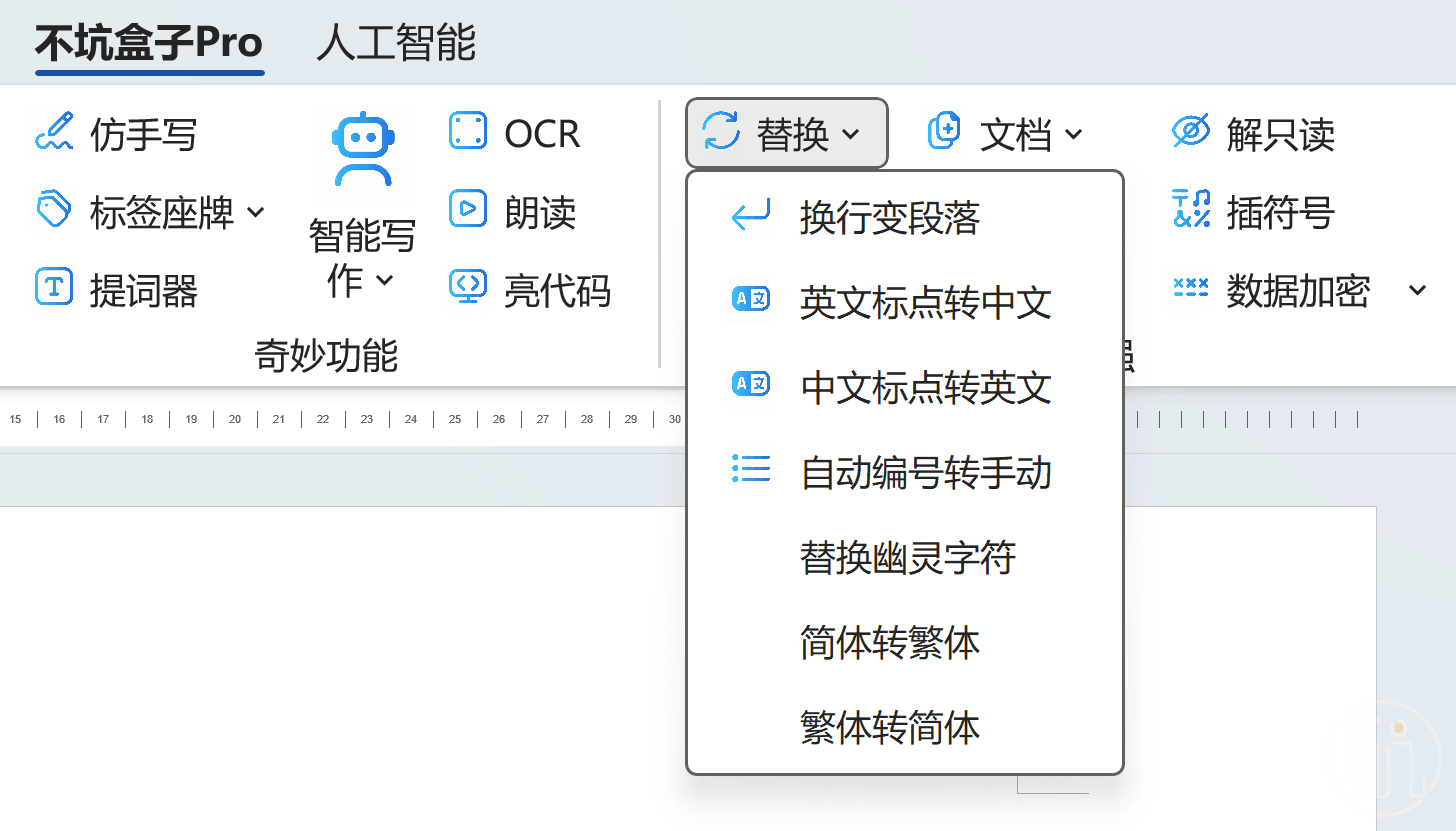 不坑盒子Pro 人工智能
仿手写 OCR 替换 文档 解只读
标签座牌 智能写作 朗读 插符号
提词器 亮代码 数据加密
奇妙功能
换行变段落
英文标点转中文
中文标点转英文
自动编号转手动
替换幽灵字符
简体转繁体
繁体转简体
15 16 17 18 19 20 21 22 23 24 25 26 27 28 29 30